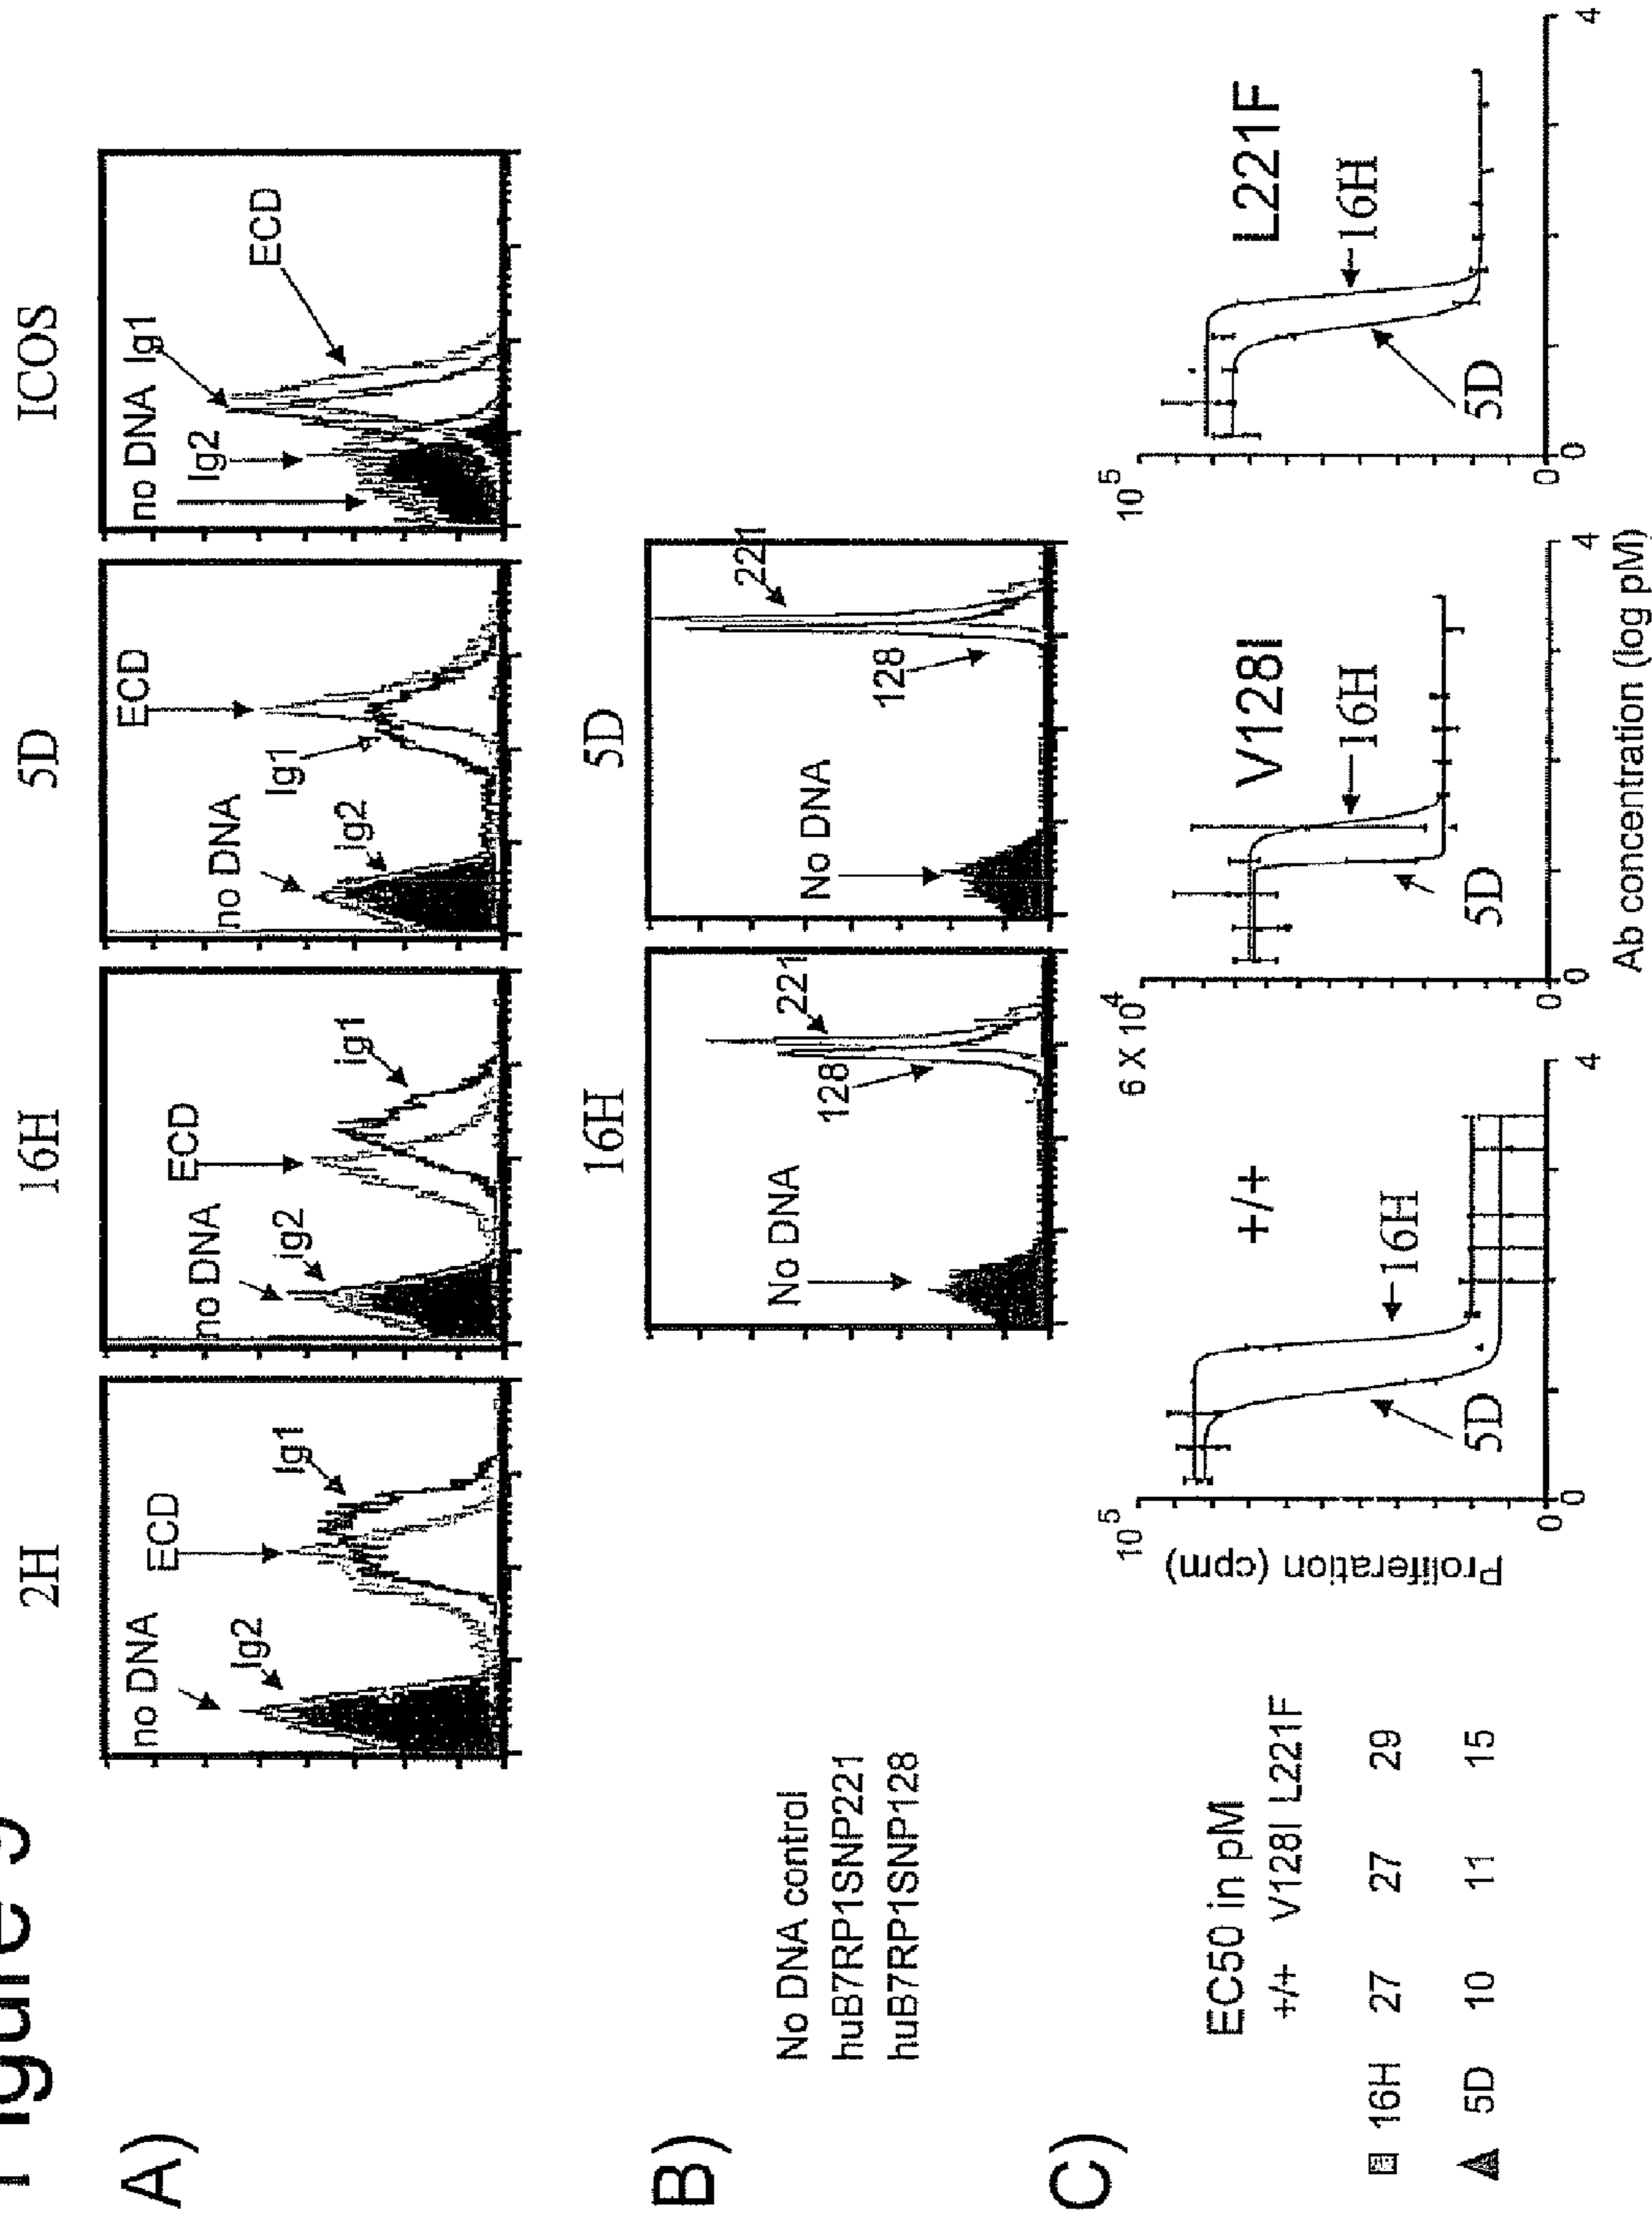 Figure 9
A)
2H
16H
5D
ICOS
no DNA
Ig2
ECD
Ig1
no DNA
ig2
ECD
ig1
no DNA
Ig2
Ig1
ECD
no DNA
Ig2
Ig1
ECD
B)
No DNA control
huB7RP1SNP221
huB7RP1SNP128
16H
5D
No DNA
128
221
No DNA
128
221
C)
EC50 in pM
+/+ V128I L221F
16H 27 27 29
5D 10 11 15
Proliferation (cpm)
10^5
+/+
16H
5D
0
0
4
6 X 10^4
V128I
16H
5D
0
0
4
10^5
L221F
16H
5D
0
0
4
Ab concentration (log pM)